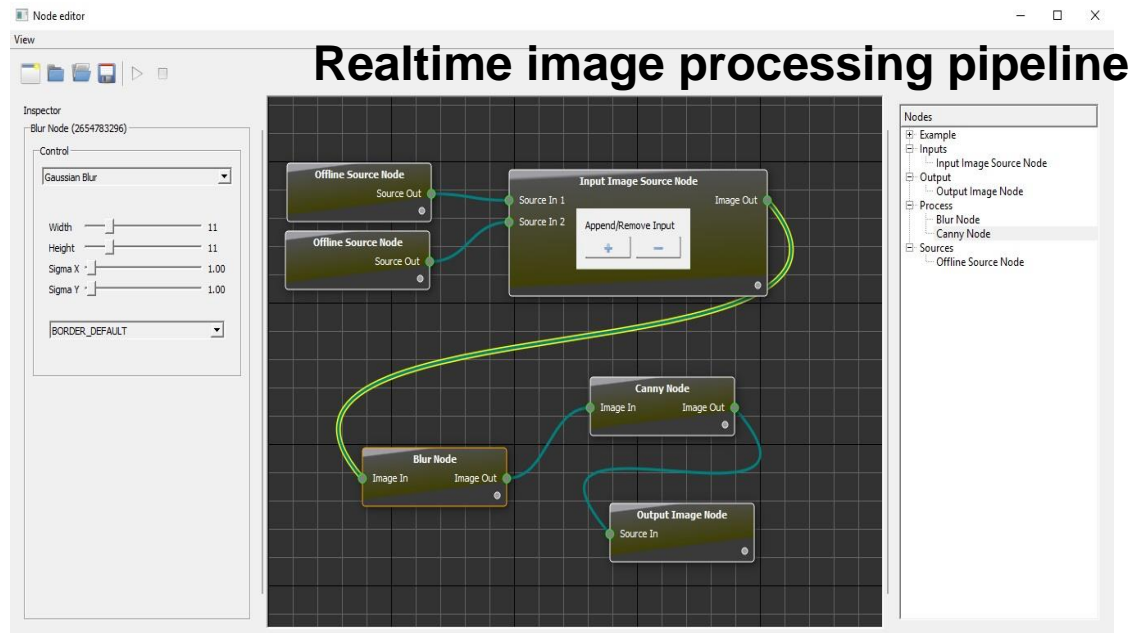 Node editor
View
Realtime image processing pipeline
Inspector
Blur Node (2654783296)
Control
Gaussian Blur
Width 11
Height 11
Sigma X 1.00
Sigma Y 1.00
BORDER_DEFAULT
Offline Source Node
Source Out
Offline Source Node
Source Out
Input Image Source Node
Source In 1 Image Out
Source In 2
Append/Remove Input
+ −
Canny Node
Image In Image Out
Blur Node
Image In Image Out
Output Image Node
Source In
Nodes
Example
Inputs
Input Image Source Node
Output
Output Image Node
Process
Blur Node
Canny Node
Sources
Offline Source Node